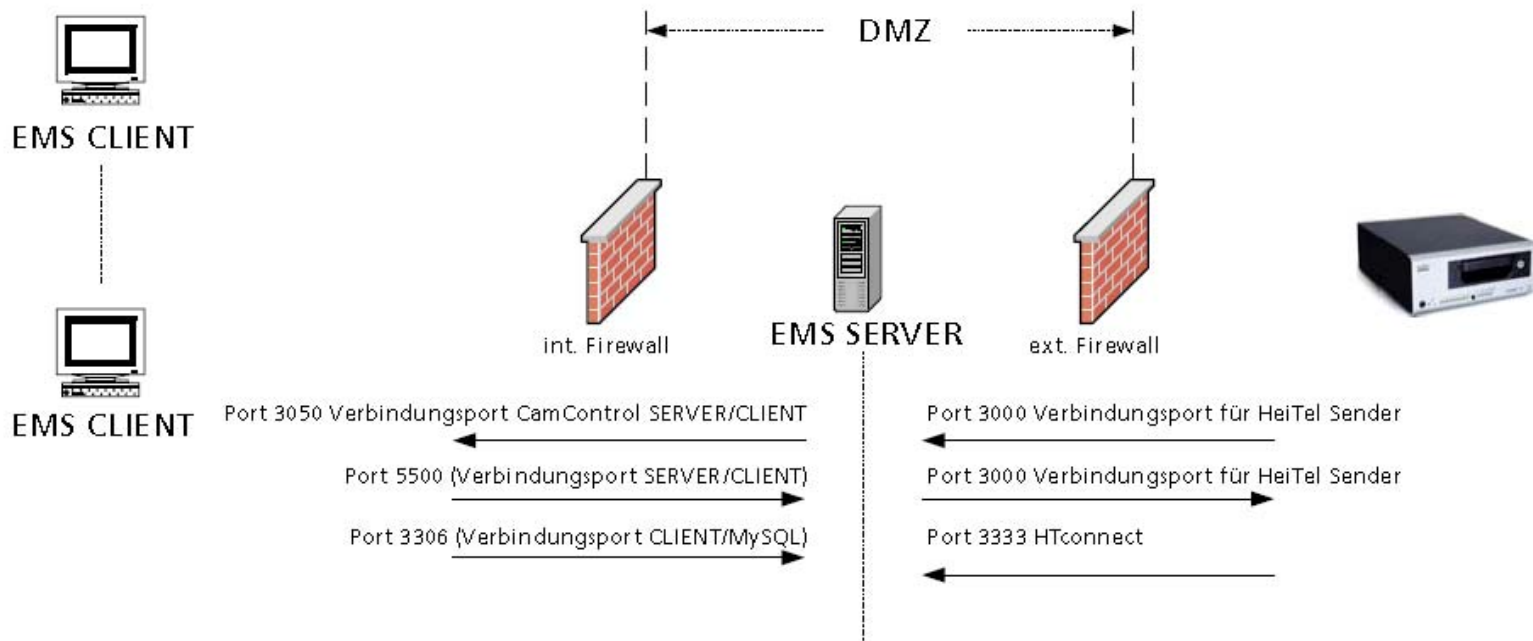 DMZ
EMS CLIENT
int. Firewall
EMS SERVER
ext. Firewall
EMS CLIENT
Port 3050 Verbindungsport CamControl SERVER/CLIENT
Port 3000 Verbindungsport für HeiTel Sender
Port 5500 (Verbindungsport SERVER/CLIENT)
Port 3000 Verbindungsport für HeiTel Sender
Port 3306 (Verbindungsport CLIENT/MySQL)
Port 3333 HTconnect